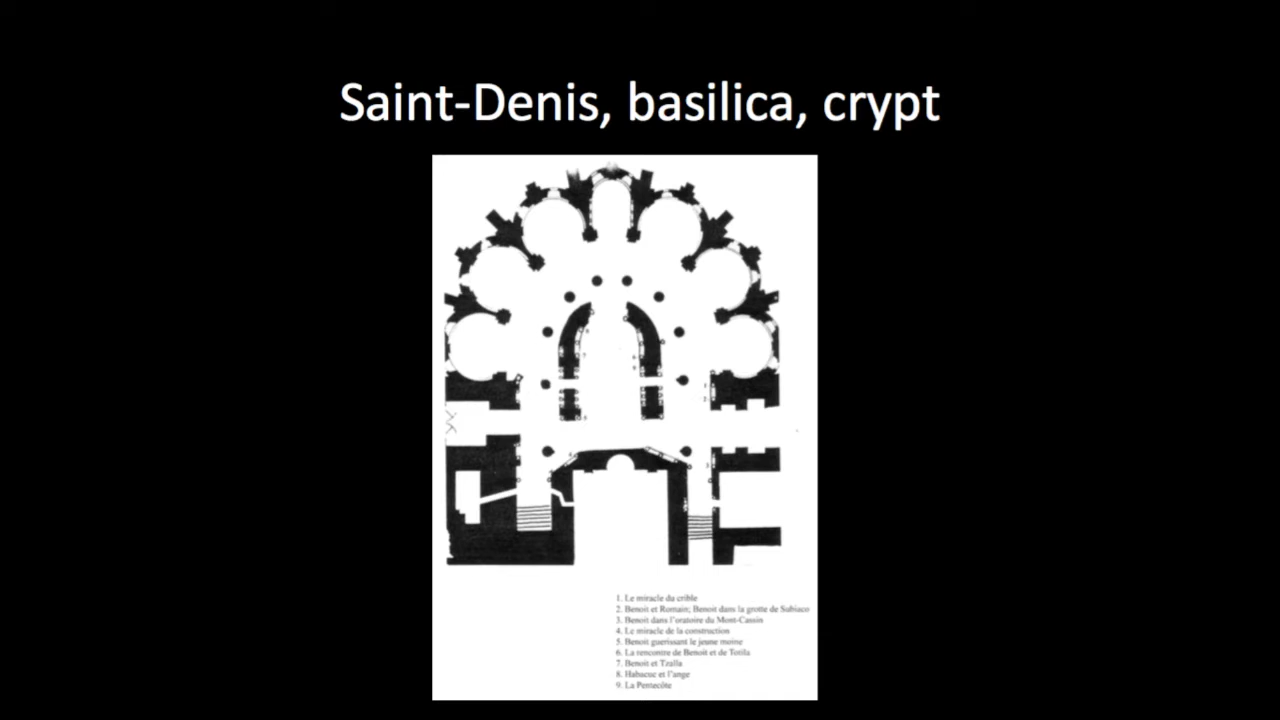 Saint-Denis, basilica, crypt
1. Le miracle du crible
2. Benoit et Romain; Benoit dans la grotte de Subiaco
3. Benoit dans l'oratoire du Mont-Cassin
4. Le miracle de la construction
5. Benoit guerissant le jeune moine
6. La rencontre de Benoit et de Totila
7. Benoit et Tzalla
8. Habacuc et l'ange
9. La Pentecôte